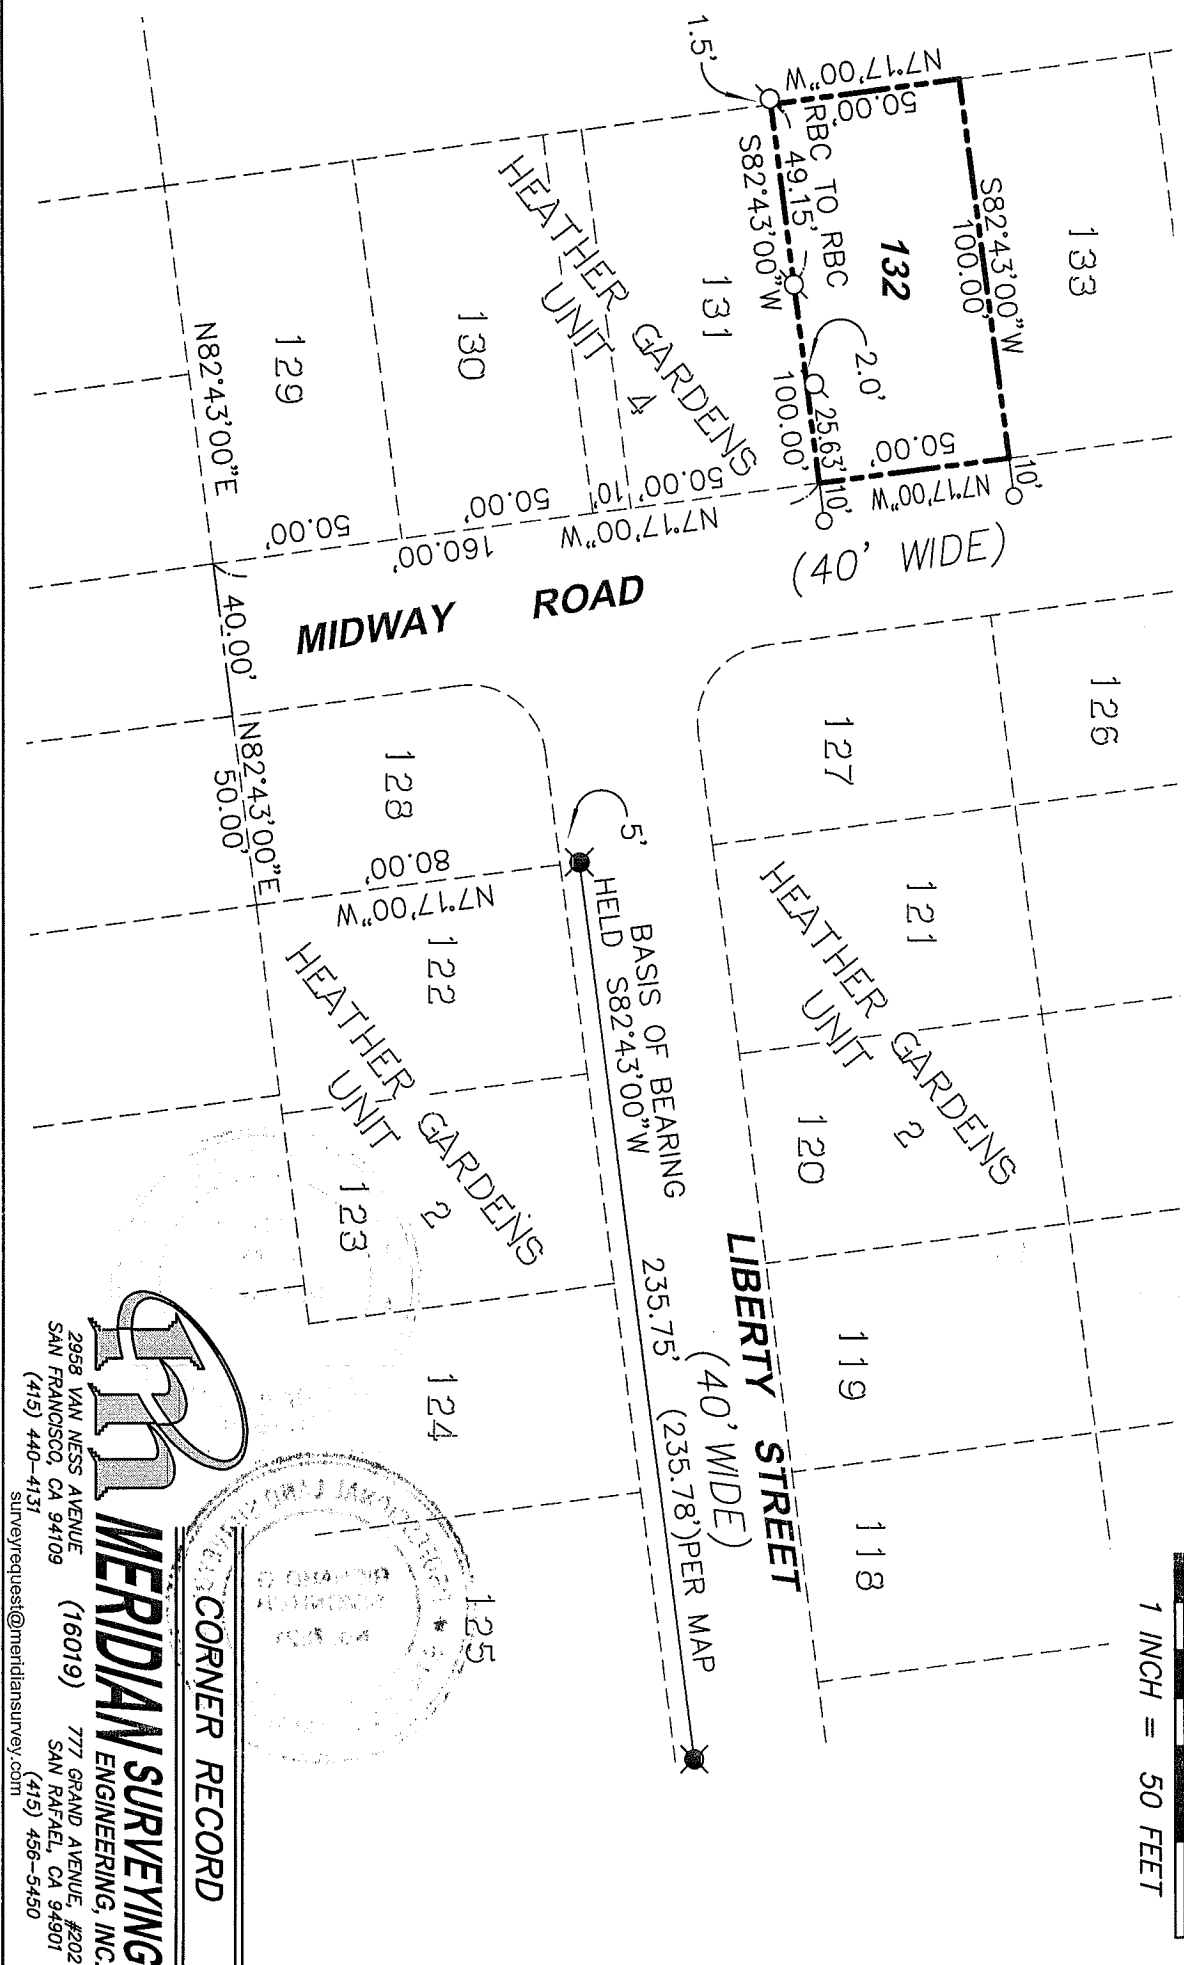 1 INCH = 50 FEET
133
S82°43'00"W
100.00'
N7°17'00"W
50.00'
132
50.00'
N7°17'00"W
10'
10'
1.5'
RBC TO RBC
49.15'
S82°43'00"W
2.0'
25.63'
100.00'
131
HEATHER GARDENS
UNIT 4
130
129
N82°43'00"E
50.00'
10'
50.00'
50.00'
N7°17'00"W
160.00'
(40' WIDE)
MIDWAY ROAD
40.00'
N82°43'00"E
50.00'
126
127
121
HEATHER GARDENS
UNIT 2
120
119
118
LIBERTY STREET
(40' WIDE)
5'
BASIS OF BEARING 235.75' (235.78')PER MAP
HELD S82°43'00"W
128
80.00'
N7°17'00"W
122
HEATHER GARDENS
UNIT 2
123
124
125
CORNER RECORD
m MERIDIAN SURVEYING
ENGINEERING, INC.
2958 VAN NESS AVENUE
SAN FRANCISCO, CA 94109
(415) 440-4131
(16019)
777 GRAND AVENUE, #202
SAN RAFAEL, CA 94901
(415) 456-5450
surveyrequest@meridiansurvey.com